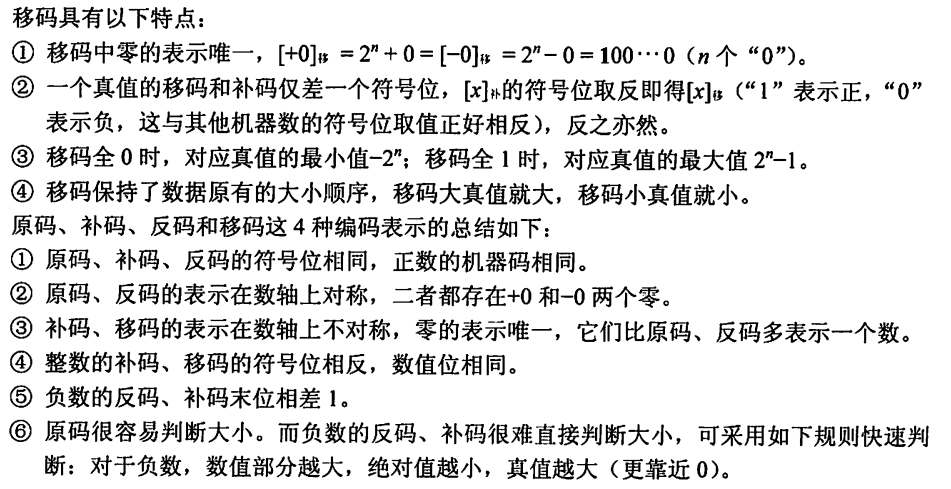 移码具有以下特点：
① 移码中零的表示唯一，[+0]移 = 2ⁿ + 0 = [−0]移 = 2ⁿ − 0 = 100⋯0（n 个“0”）。
② 一个真值的移码和补码仅差一个符号位，[x]补的符号位取反即得[x]移（“1”表示正，“0”
表示负，这与其他机器数的符号位取值正好相反），反之亦然。
③ 移码全 0 时，对应真值的最小值−2ⁿ；移码全 1 时，对应真值的最大值 2ⁿ−1。
④ 移码保持了数据原有的大小顺序，移码大真值就大，移码小真值就小。
原码、补码、反码和移码这 4 种编码表示的总结如下：
① 原码、补码、反码的符号位相同，正数的机器码相同。
② 原码、反码的表示在数轴上对称，二者都存在+0 和−0 两个零。
③ 补码、移码的表示在数轴上不对称，零的表示唯一，它们比原码、反码多表示一个数。
④ 整数的补码、移码的符号位相反，数值位相同。
⑤ 负数的反码、补码末位相差 1。
⑥ 原码很容易判断大小。而负数的反码、补码很难直接判断大小，可采用如下规则快速判
断：对于负数，数值部分越大，绝对值越小，真值越大（更靠近 0）。